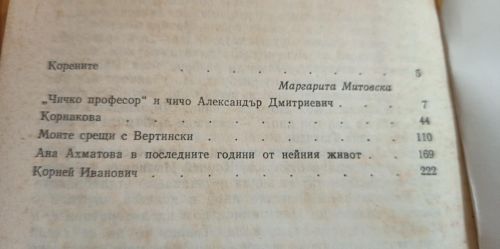 Корените . . . . . . . . . 5
Маргарита Митовска
„Чичко професор“ и чичо Александър Дмитриевич . . . 7
Корнакова . . . . . . . . . 44
Моите срещи с Вертински . . . . . . . 110
Ана Ахматова в последните години от нейния живот . 169
Корней Иванович . . . . . . . . 222